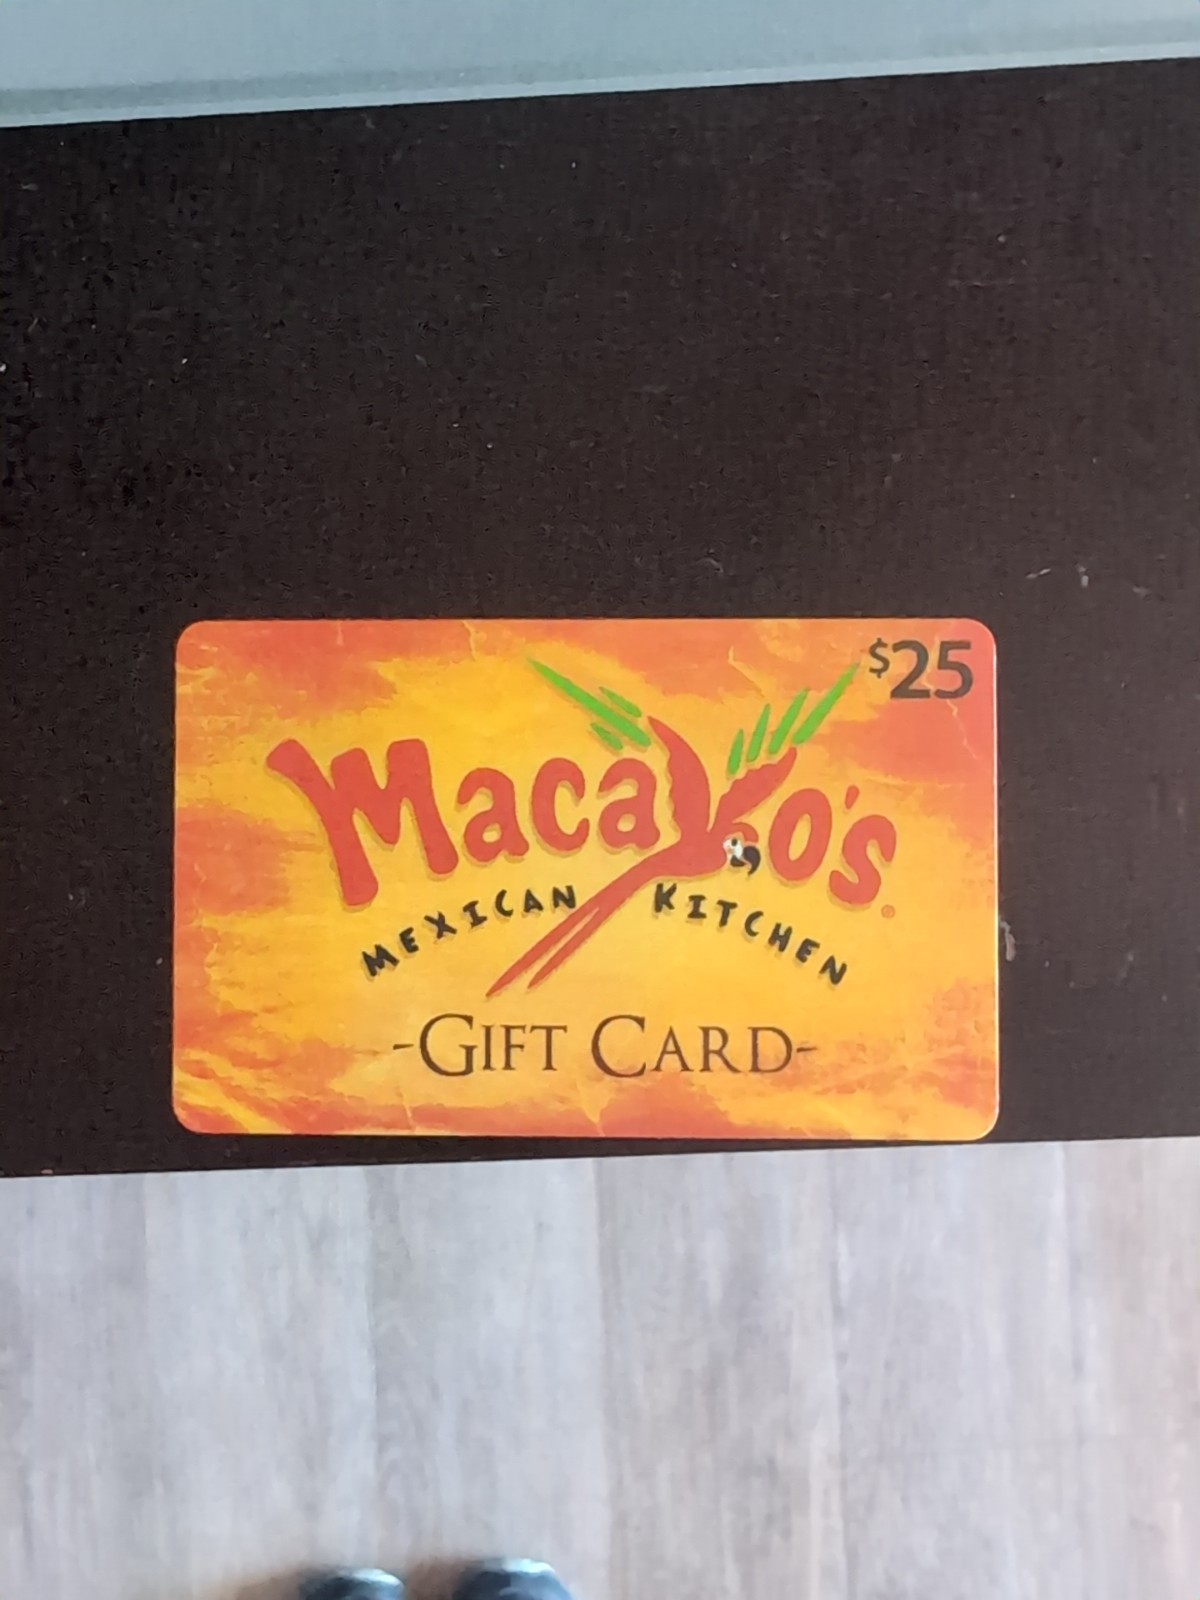 $25
Macayo's®
MEXICAN KITCHEN
-GIFT CARD-